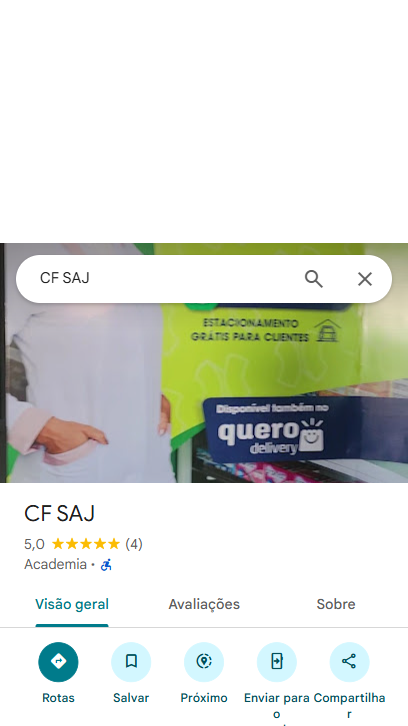 CF SAJ
ESTACIONAMENTO
GRÁTIS PARA CLIENTES
Disponível também no
quero
delivery
CF SAJ
5,0 (4)
Academia •
Visão geral Avaliações Sobre
Rotas Salvar Próximo Enviar para o Compartilhar